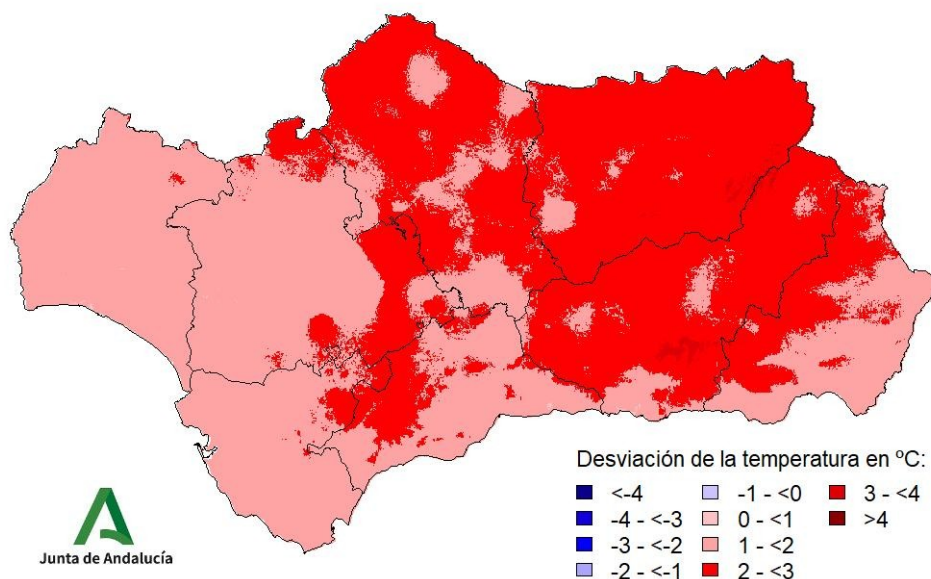 Desviación de la temperatura en ºC:
<-4 -1 - <0 3 - <4
-4 - <-3 0 - <1 >4
-3 - <-2 1 - <2
-2 - <-1 2 - <3
Junta de Andalucía